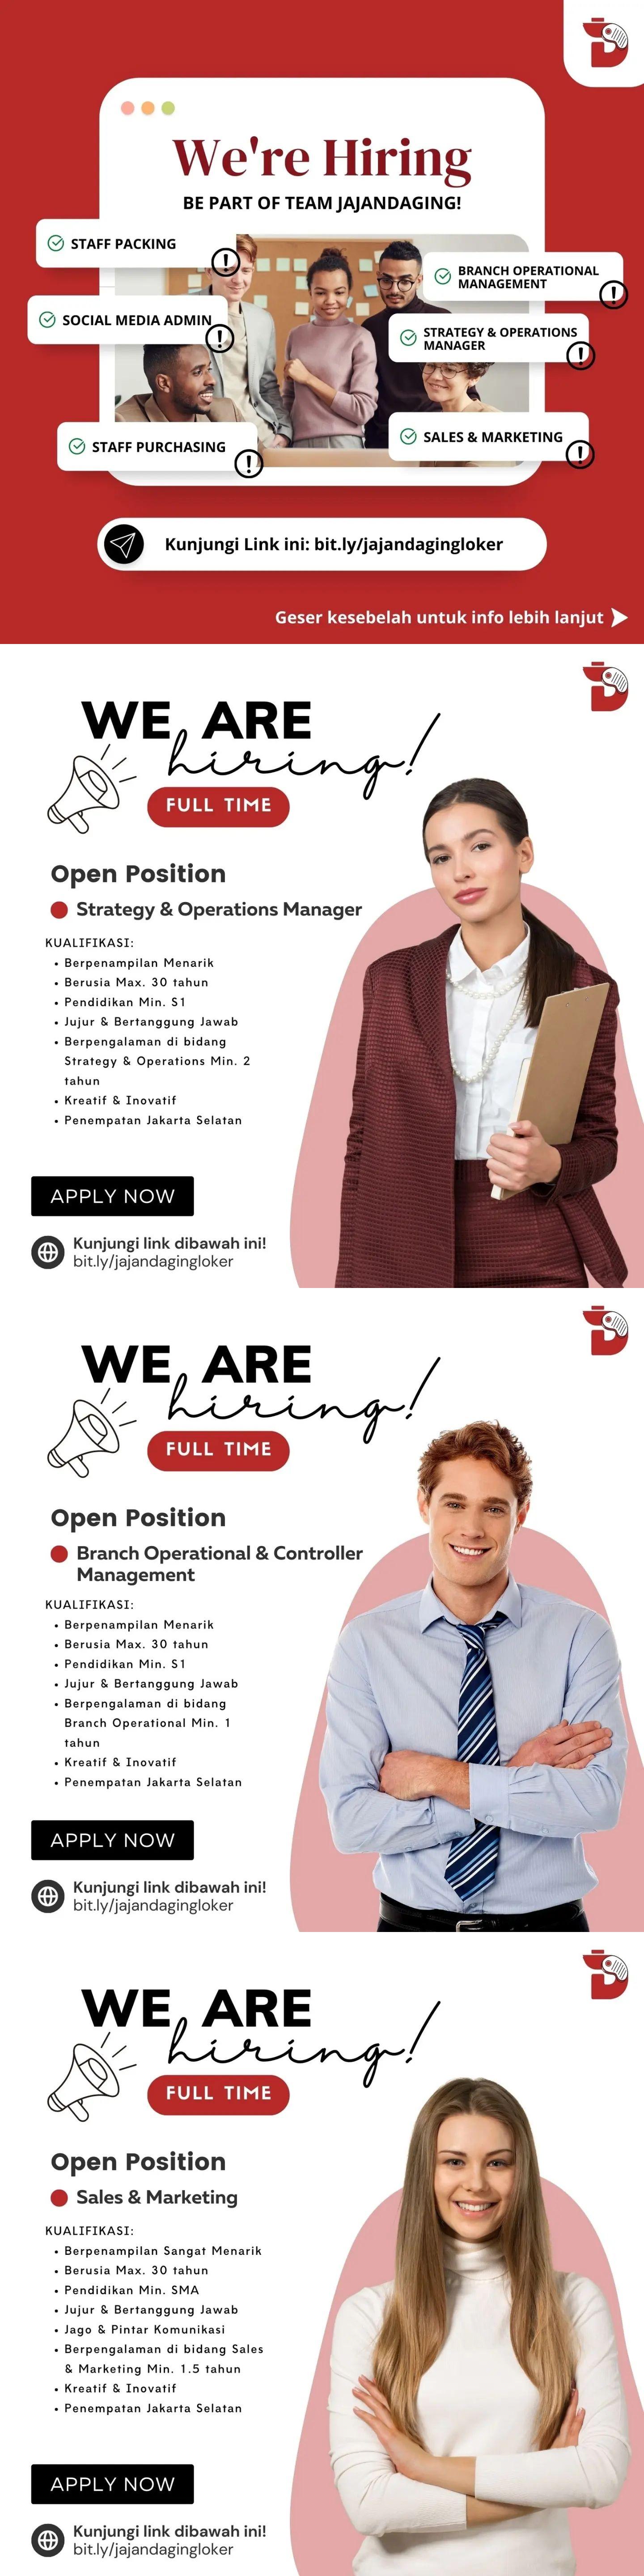 We're Hiring
BE PART OF TEAM JAJANDAGING!
STAFF PACKING
BRANCH OPERATIONAL
MANAGEMENT
SOCIAL MEDIA ADMIN
STRATEGY & OPERATIONS
MANAGER
STAFF PURCHASING
SALES & MARKETING
Kunjungi Link ini: bit.ly/jajandagingloker
Geser kesebelah untuk info lebih lanjut
WE ARE
hiring!
FULL TIME
Open Position
Strategy & Operations Manager
KUALIFIKASI:
• Berpenampilan Menarik
• Berusia Max. 30 tahun
• Pendidikan Min. S1
• Jujur & Bertanggung Jawab
• Berpengalaman di bidang
Strategy & Operations Min. 2
tahun
• Kreatif & Inovatif
• Penempatan Jakarta Selatan
APPLY NOW
Kunjungi link dibawah ini!
bit.ly/jajandagingloker
WE ARE
hiring!
FULL TIME
Open Position
Branch Operational & Controller
Management
KUALIFIKASI:
• Berpenampilan Menarik
• Berusia Max. 30 tahun
• Pendidikan Min. S1
• Jujur & Bertanggung Jawab
• Berpengalaman di bidang
Branch Operational Min. 1
tahun
• Kreatif & Inovatif
• Penempatan Jakarta Selatan
APPLY NOW
Kunjungi link dibawah ini!
bit.ly/jajandagingloker
WE ARE
hiring!
FULL TIME
Open Position
Sales & Marketing
KUALIFIKASI:
• Berpenampilan Sangat Menarik
• Berusia Max. 30 tahun
• Pendidikan Min. SMA
• Jujur & Bertanggung Jawab
• Jago & Pintar Komunikasi
• Berpengalaman di bidang Sales
& Marketing Min. 1.5 tahun
• Kreatif & Inovatif
• Penempatan Jakarta Selatan
APPLY NOW
Kunjungi link dibawah ini!
bit.ly/jajandagingloker